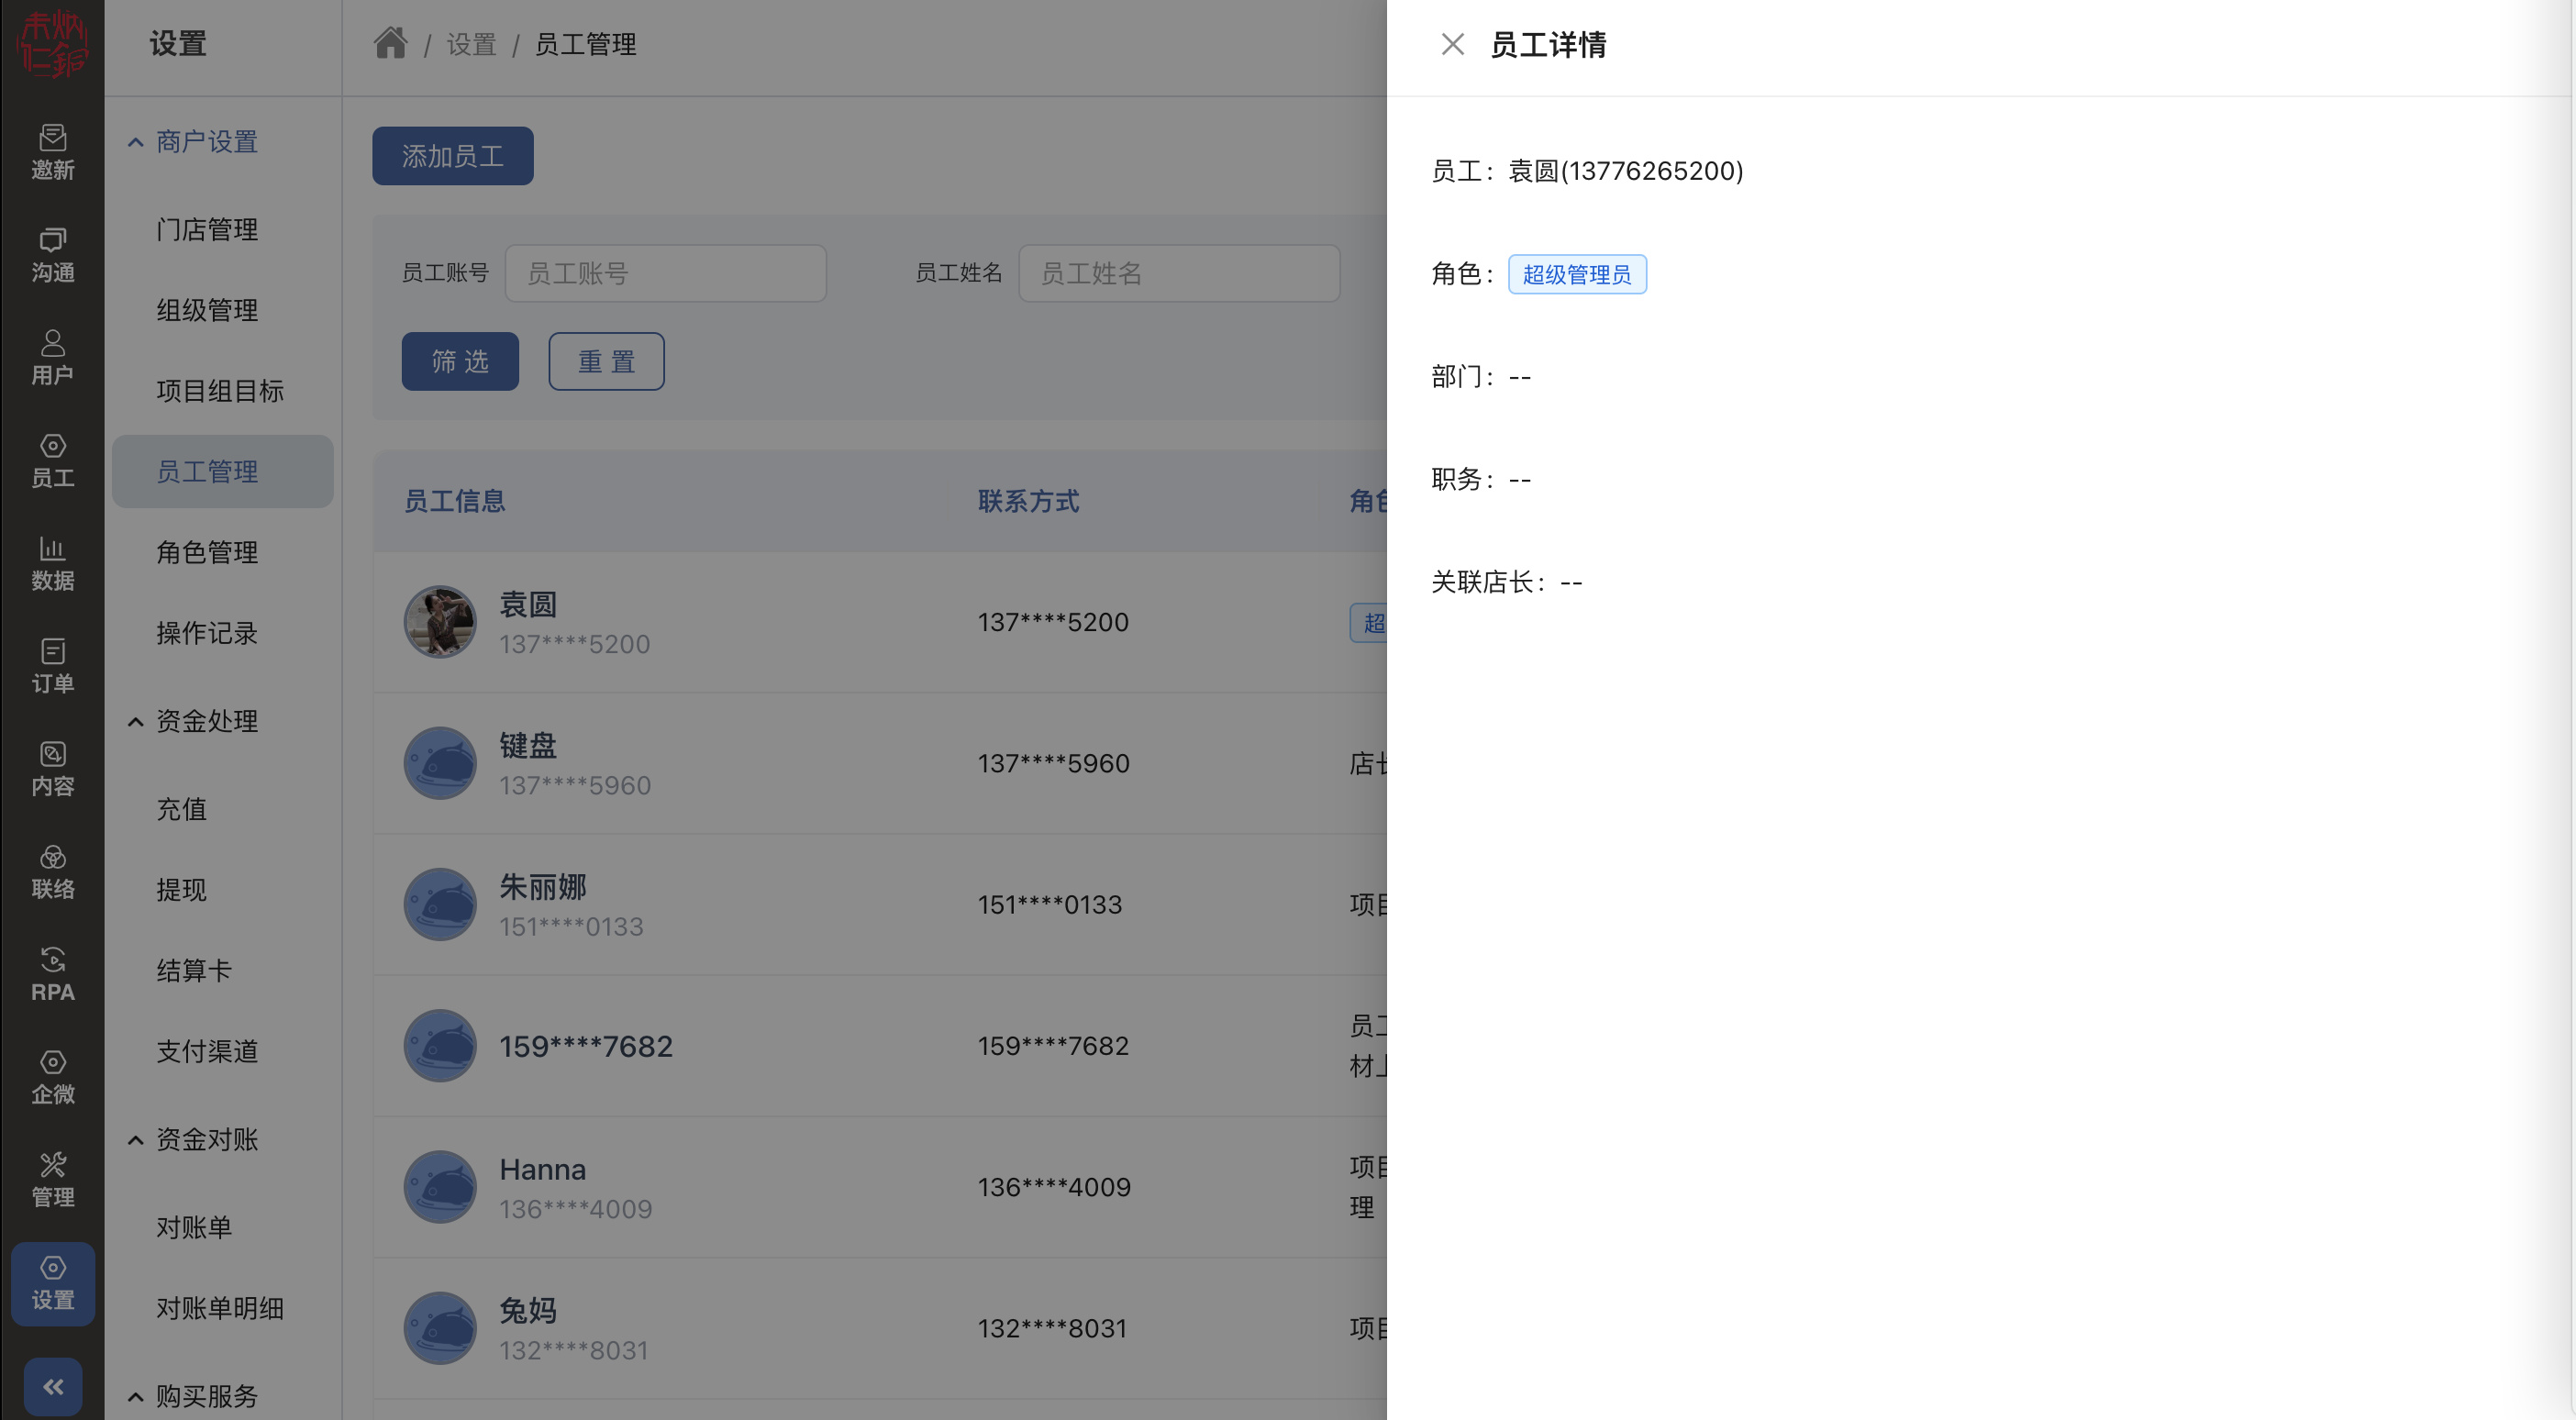 邀新
沟通
用户
员工
数据
订单
内容
联络
RPA
企微
管理
设置
设置
商户设置
门店管理
组级管理
项目组目标
员工管理
角色管理
操作记录
资金处理
充值
提现
结算卡
支付渠道
资金对账
对账单
对账单明细
购买服务
/ 设置 / 员工管理
添加员工
员工账号 员工账号 员工姓名 员工姓名
筛 选 重 置
员工信息 联系方式 角色
袁圆
137****5200
137****5200
超
键盘
137****5960
137****5960
店长
朱丽娜
151****0133
151****0133
项目
159****7682
159****7682
员工
材上
Hanna
136****4009
136****4009
项目
理
兔妈
132****8031
132****8031
项目
员工详情
员工: 袁圆(13776265200)
角色: 超级管理员
部门: --
职务: --
关联店长: --